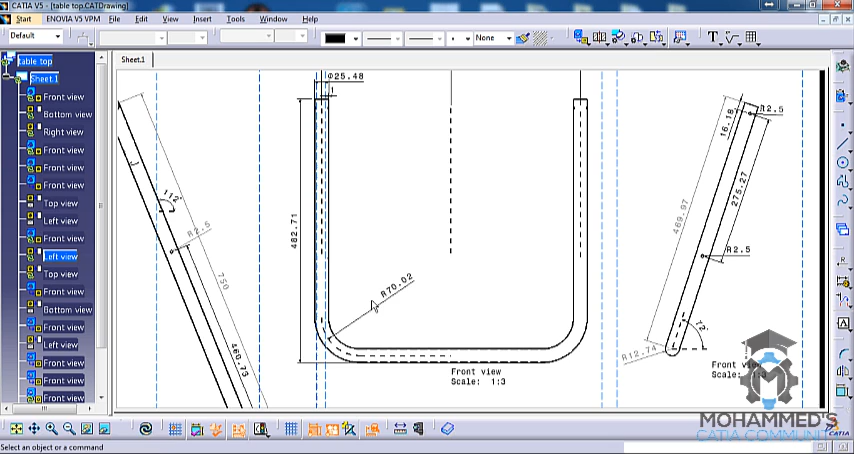 CATIA V5 - [table top.CATDrawing]
Start ENOVIA V5 VPM File Edit View Insert Tools Window Help
Default None
table top
Sheet.1
Front view
Bottom view
Right view
Front view
Front view
Front view
Top view
Left view
Front view
Left view
Top view
Front view
Bottom view
Front view
Left view
Front view
Front view
Front view
Sheet.1
Φ25.48
1
482.71
R70.02
Front view
Scale: 1:3
112°
R2.5
750
460.73
R2.5
16.18
275.27
469.97
R2.5
72°
R12.74
Front view
Scale: 1:3
MOHAMMED'S
CATIA COMMUNITY
CATIA
Select an object or a command